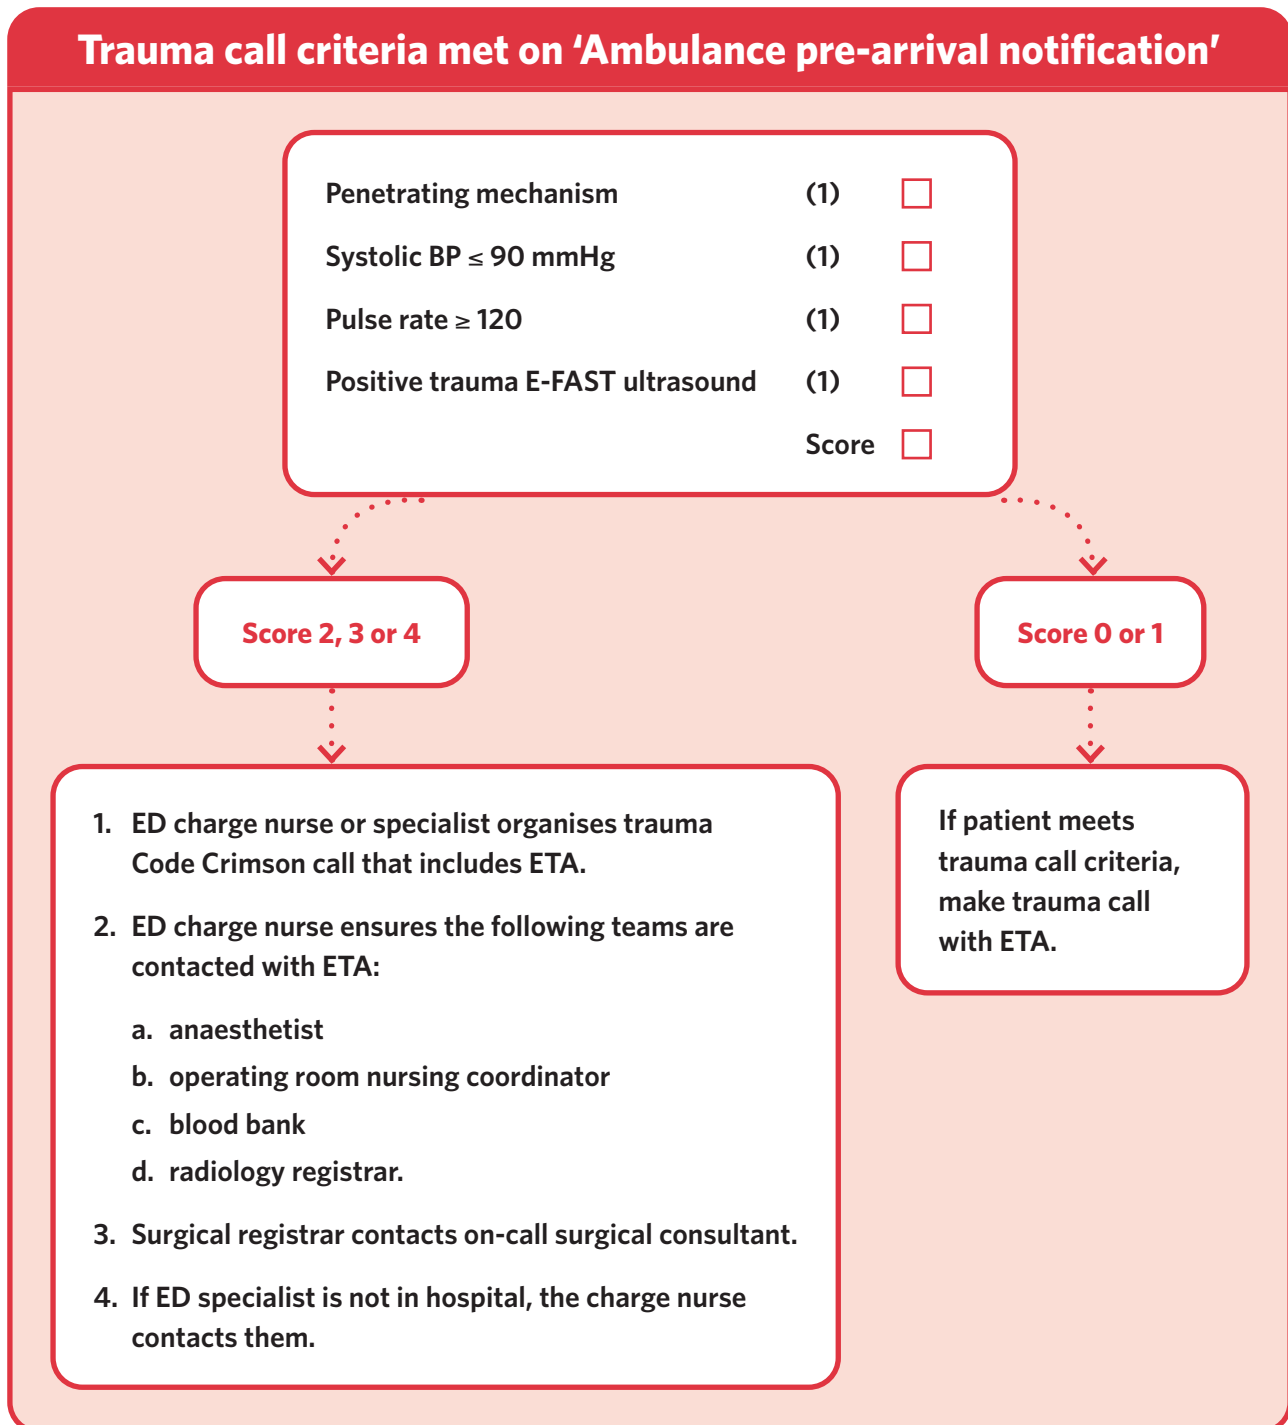 Trauma call criteria met on ‘Ambulance pre-arrival notification’
Penetrating mechanism (1)
Systolic BP ≤ 90 mmHg (1)
Pulse rate ≥ 120 (1)
Positive trauma E-FAST ultrasound (1)
Score
Score 2, 3 or 4
Score 0 or 1
1. ED charge nurse or specialist organises trauma
Code Crimson call that includes ETA.
2. ED charge nurse ensures the following teams are
contacted with ETA:
a. anaesthetist
b. operating room nursing coordinator
c. blood bank
d. radiology registrar.
3. Surgical registrar contacts on-call surgical consultant.
4. If ED specialist is not in hospital, the charge nurse
contacts them.
If patient meets
trauma call criteria,
make trauma call
with ETA.